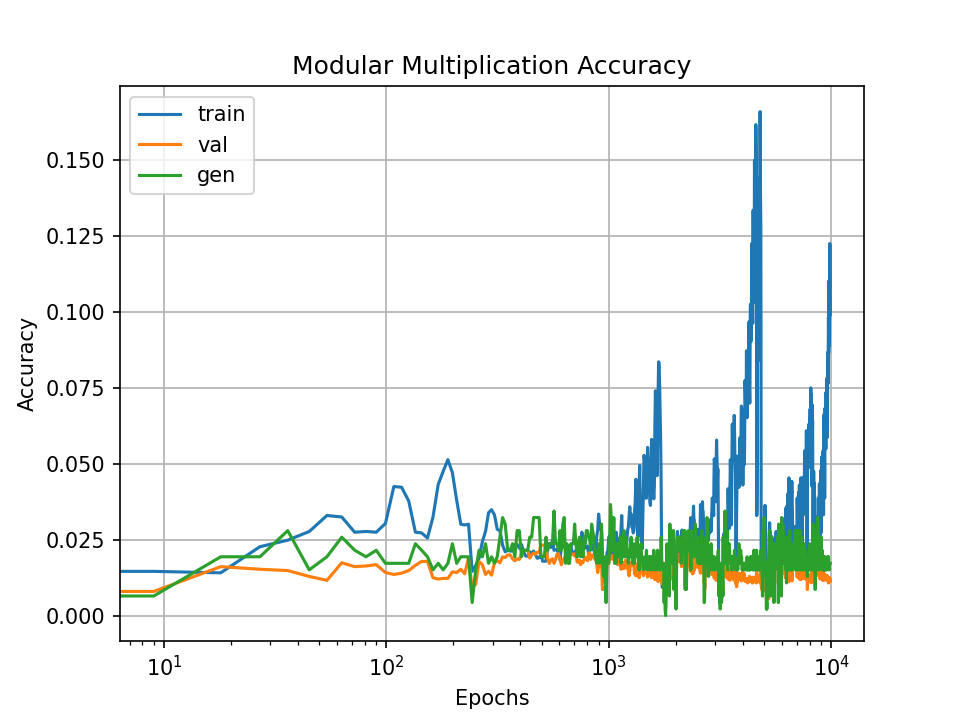 Modular Multiplication Accuracy
train
val
gen
0.150
0.125
0.100
0.075
0.050
0.025
0.000
Accuracy
10¹
10²
10³
10⁴
Epochs